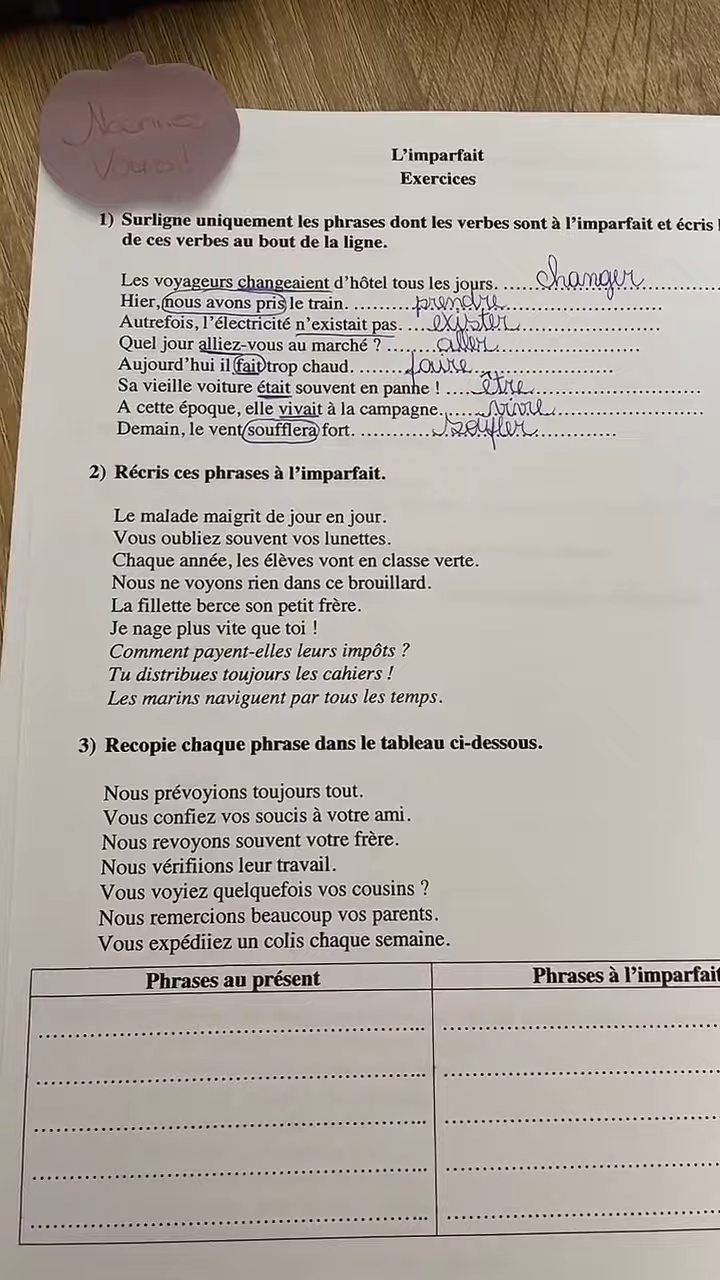 L'imparfait
Exercices
1) Surligne uniquement les phrases dont les verbes sont à l'imparfait et écris
de ces verbes au bout de la ligne.
Les voyageurs changeaient d'hôtel tous les jours. ..... changer
Hier, nous avons pris le train. ..... prendre
Autrefois, l'électricité n'existait pas. ..... exister
Quel jour alliez-vous au marché ? ..... aller
Aujourd'hui il fait trop chaud. ..... faire
Sa vieille voiture était souvent en panne ! ..... être
A cette époque, elle vivait à la campagne. ..... vivre
Demain, le vent soufflera fort. .....
2) Récris ces phrases à l'imparfait.
Le malade maigrit de jour en jour.
Vous oubliez souvent vos lunettes.
Chaque année, les élèves vont en classe verte.
Nous ne voyons rien dans ce brouillard.
La fillette berce son petit frère.
Je nage plus vite que toi !
Comment payent-elles leurs impôts ?
Tu distribues toujours les cahiers !
Les marins naviguent par tous les temps.
3) Recopie chaque phrase dans le tableau ci-dessous.
Nous prévoyions toujours tout.
Vous confiez vos soucis à votre ami.
Nous revoyons souvent votre frère.
Nous vérifiions leur travail.
Vous voyiez quelquefois vos cousins ?
Nous remercions beaucoup vos parents.
Vous expédiiez un colis chaque semaine.
Phrases au présent Phrases à l'imparfait